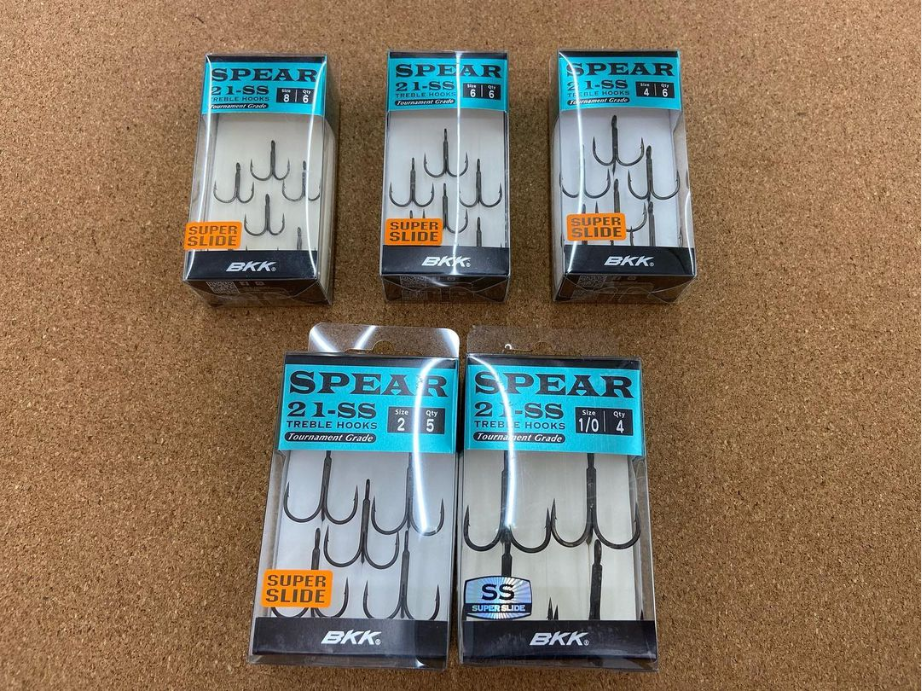 SPEAR
21-SS
TREBLE HOOKS
Tournament Grade
Size Qty
8 6
SUPER
SLIDE
BKK
SPEAR
21-SS
TREBLE HOOKS
Tournament Grade
Size Qty
6 6
SUPER
SLIDE
BKK
SPEAR
21-SS
TREBLE HOOKS
Tournament Grade
Size Qty
4 6
SUPER
SLIDE
BKK
SPEAR
21-SS
TREBLE HOOKS
Tournament Grade
Size Qty
2 5
SUPER
SLIDE
BKK
SPEAR
21-SS
TREBLE HOOKS
Tournament Grade
Size Qty
1/0 4
SS
SUPER SLIDE
BKK